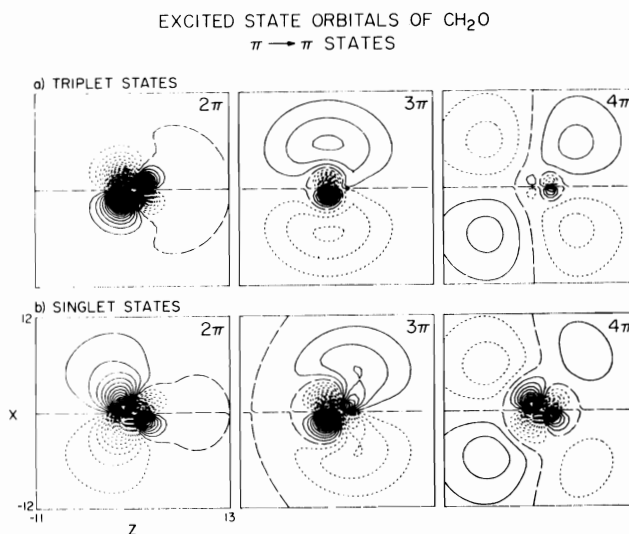 EXCITED STATE ORBITALS OF CH₂O
π → π STATES
a) TRIPLET STATES
2π
3π
4π
b) SINGLET STATES
12
2π
3π
4π
X
-12
-11
Z
13